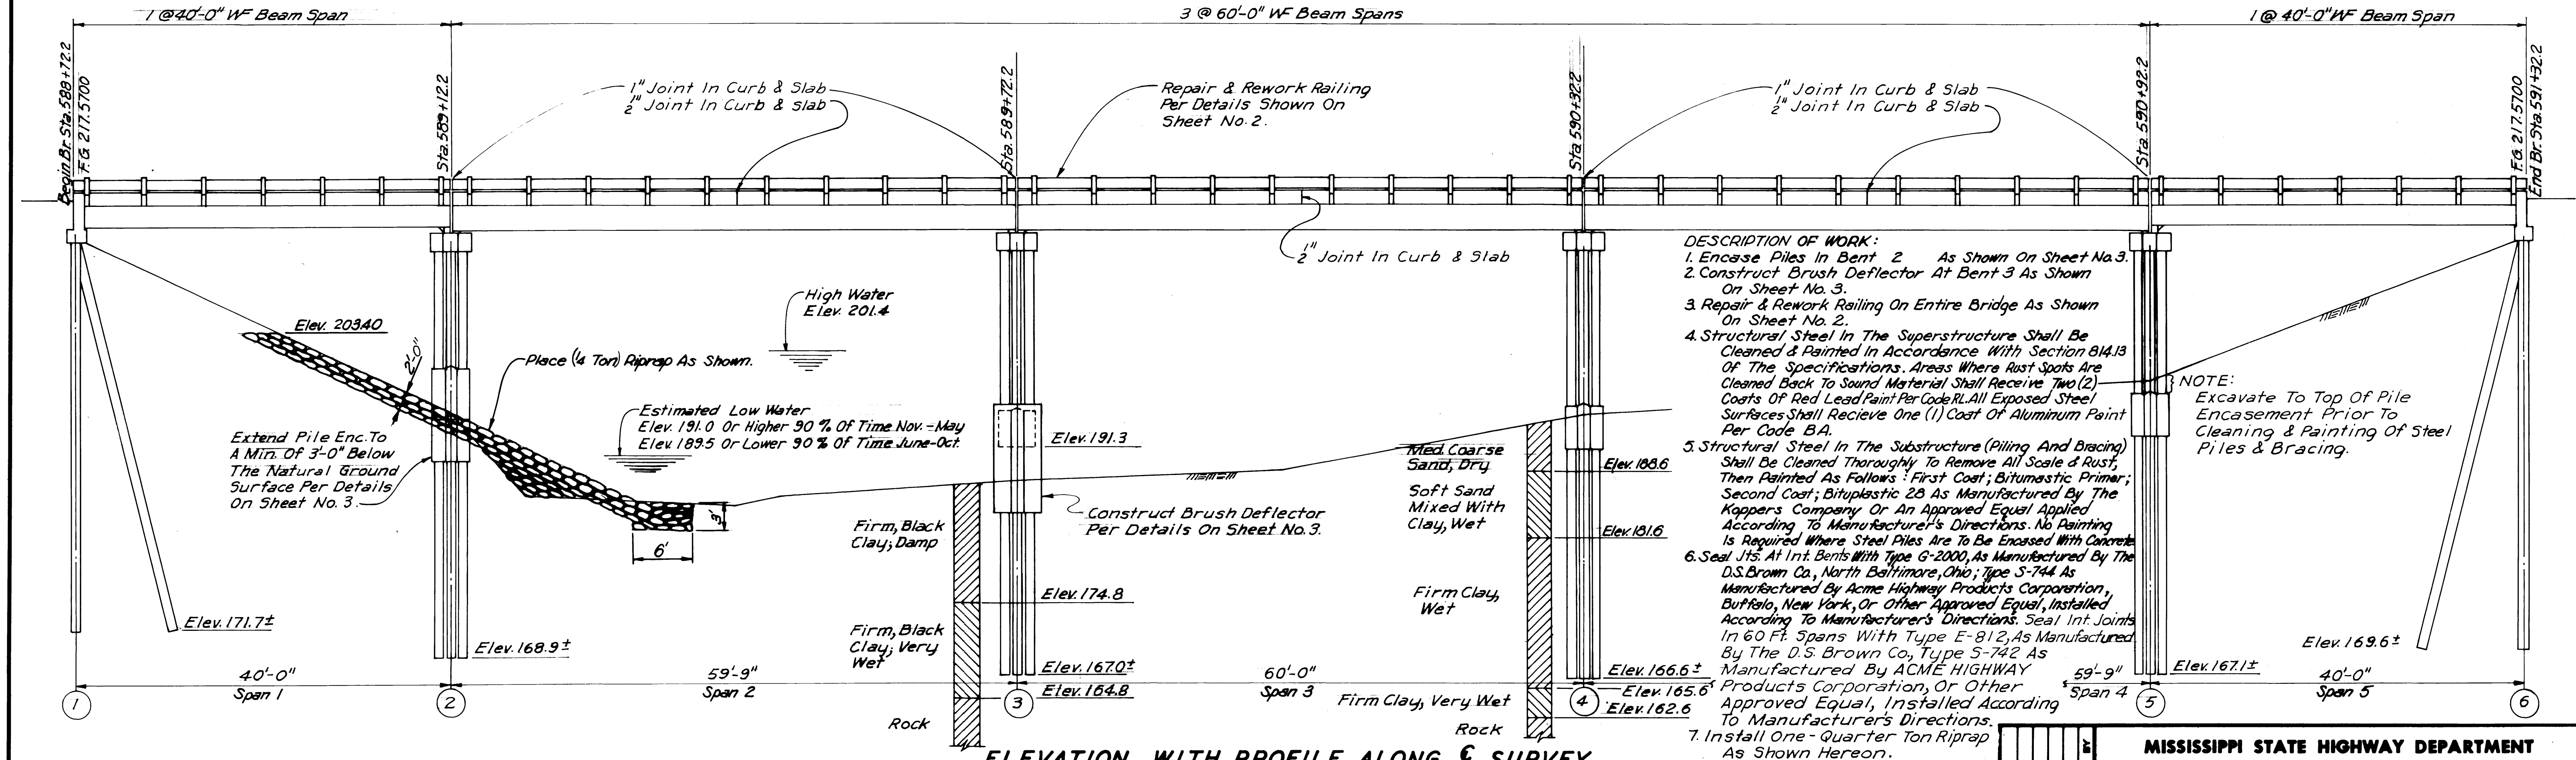 1 @ 40'-0" WF Beam Span
3 @ 60'-0" WF Beam Spans
1 @ 40'-0" WF Beam Span
Begin Br. Sta. 588+72.2
F.G. 217.5700
Sta. 589+12.2
Sta. 589+72.2
Sta. 590+32.2
Sta. 590+92.2
F.G. 217.5700
End Br. Sta. 591+32.2
1" Joint In Curb & Slab
1/2" Joint In Curb & Slab
Repair & Rework Railing
Per Details Shown On
Sheet No. 2.
1" Joint In Curb & Slab
1/2" Joint In Curb & Slab
1/2" Joint In Curb & Slab
High Water
Elev. 201.4
Elev. 203.40
2'-0"
Place (1/4 Ton) Riprap As Shown.
Estimated Low Water
Elev. 191.0 Or Higher 90 % Of Time Nov. - May
Elev. 189.5 Or Lower 90 % Of Time June-Oct.
Extend Pile Enc. To
A Min. Of 3'-0" Below
The Natural Ground
Surface Per Details
On Sheet No. 3.
3'
6'
Elev. 191.3
Construct Brush Deflector
Per Details On Sheet No. 3.
Firm, Black
Clay; Damp
Elev. 174.8
Firm, Black
Clay; Very
Wet
Elev. 167.0±
Elev. 164.8
Rock
Med. Coarse
Sand, Dry
Elev. 188.6
Soft Sand
Mixed With
Clay, Wet
Elev. 181.6
Firm Clay,
Wet
Elev. 166.6±
Elev. 165.6
Firm Clay, Very Wet
Elev. 162.6
Rock
DESCRIPTION OF WORK:
1. Encase Piles In Bent 2 As Shown On Sheet No. 3.
2. Construct Brush Deflector At Bent 3 As Shown
On Sheet No. 3.
3. Repair & Rework Railing On Entire Bridge As Shown
On Sheet No. 2.
4. Structural Steel In The Superstructure Shall Be
Cleaned & Painted In Accordance With Section 814.13
Of The Specifications. Areas Where Rust Spots Are
Cleaned Back To Sound Material Shall Receive Two (2)
Coats Of Red Lead Paint Per Code RL. All Exposed Steel
Surfaces Shall Recieve One (1) Coat Of Aluminum Paint
Per Code BA.
5. Structural Steel In The Substructure (Piling And Bracing)
Shall Be Cleaned Thoroughly To Remove All Scale & Rust,
Then Painted As Follows: First Coat; Bitumastic Primer;
Second Coat; Bituplastic 28 As Manufactured By The
Koppers Company Or An Approved Equal Applied
According To Manufacturer's Directions. No Painting
Is Required Where Steel Piles Are To Be Encased With Concrete
6. Seal Jts. At Int. Bents With Type G-2000, As Manufactured By The
D.S. Brown Co., North Baltimore, Ohio; Type S-744 As
Manufactured By Acme Highway Products Corporation,
Buffalo, New York, Or Other Approved Equal, Installed
According To Manufacturer's Directions. Seal Int. Joints
In 60 Ft. Spans With Type E-812, As Manufactured
By The D.S. Brown Co., Type S-742 As
Manufactured By ACME HIGHWAY
Products Corporation, Or Other
Approved Equal, Installed According
To Manufacturer's Directions.
7. Install One-Quarter Ton Riprap
As Shown Hereon.
NOTE:
Excavate To Top Of Pile
Encasement Prior To
Cleaning & Painting Of Steel
Piles & Bracing.
Elev. 171.7±
Elev. 168.9±
Elev. 167.1±
Elev. 169.6±
40'-0"
Span 1
59'-9"
Span 2
60'-0"
Span 3
59'-9"
Span 4
40'-0"
Span 5
1
2
3
4
5
6
ELEVATION WITH PROFILE ALONG ℄ SURVEY
BY
MISSISSIPPI STATE HIGHWAY DEPARTMENT